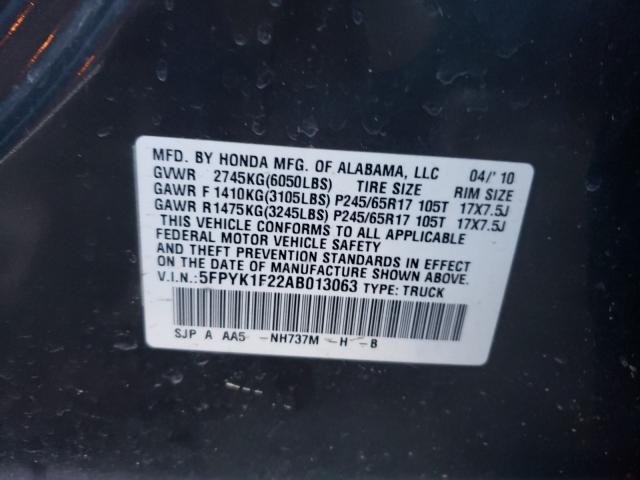 MFD. BY HONDA MFG. OF ALABAMA, LLC 04/'10
GVWR 2745KG(6050LBS) TIRE SIZE RIM SIZE
GAWR F 1410KG(3105LBS) P245/65R17 105T 17X7.5J
GAWR R1475KG(3245LBS) P245/65R17 105T 17X7.5J
THIS VEHICLE CONFORMS TO ALL APPLICABLE
FEDERAL MOTOR VEHICLE SAFETY
AND THEFT PREVENTION STANDARDS IN EFFECT
ON THE DATE OF MANUFACTURE SHOWN ABOVE.
V.I.N.:5FPYK1F22AB013063 TYPE: TRUCK
SJP A AA5 -NH737M -H -B